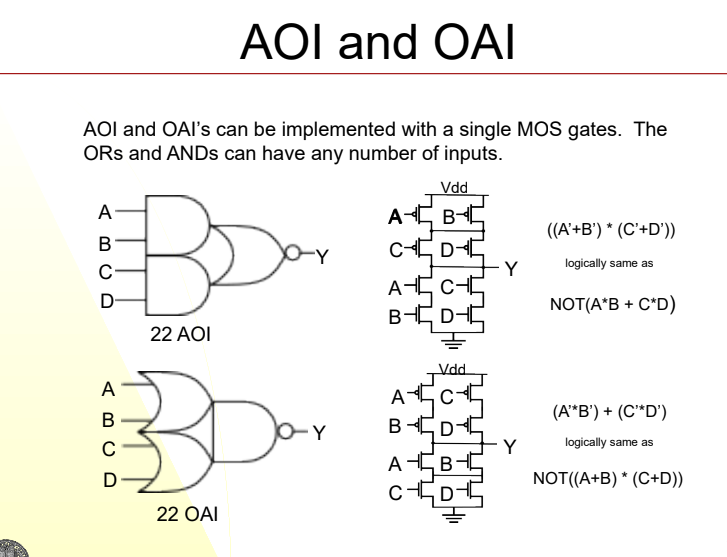 AOI and OAI
AOI and OAI's can be implemented with a single MOS gates. The
ORs and ANDs can have any number of inputs.
A
B
C
D
Y
22 AOI
Vdd
A
B
C
D
Y
A
C
B
D
((A'+B') * (C'+D'))
logically same as
NOT(A*B + C*D)
A
B
C
D
Y
22 OAI
Vdd
A
C
B
D
Y
A
B
C
D
(A'*B') + (C'*D')
logically same as
NOT((A+B) * (C+D))